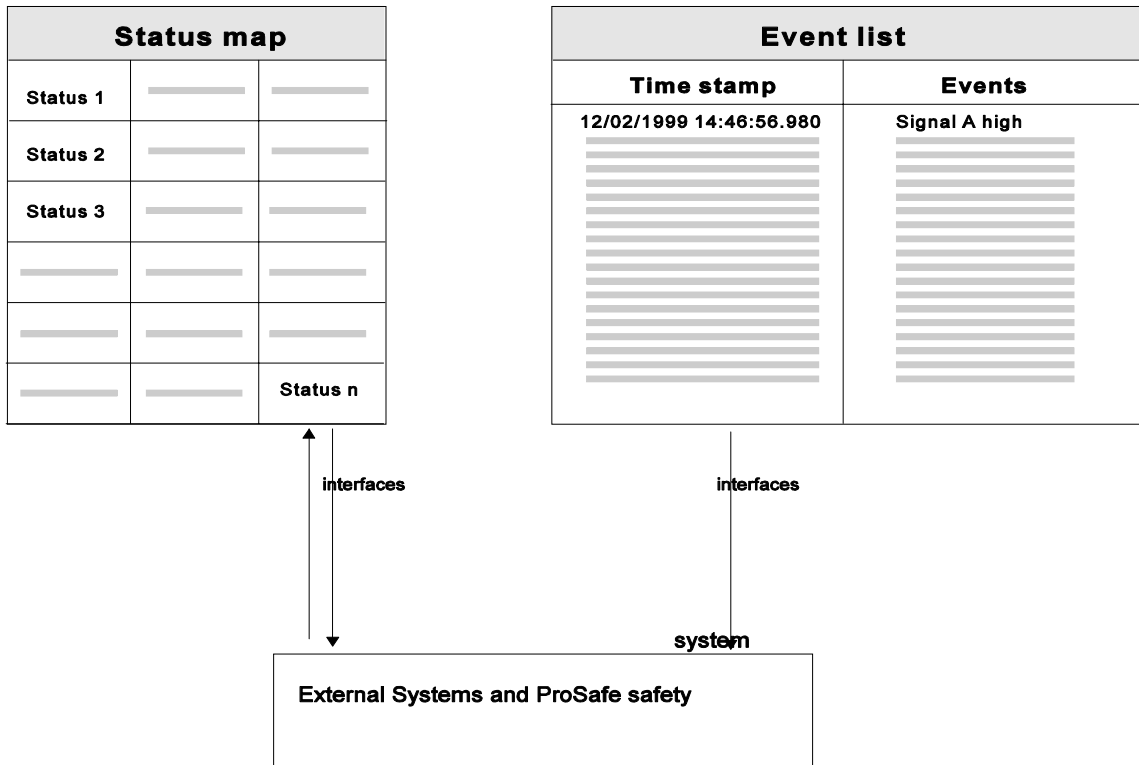 Status map
Status 1
Status 2
Status 3
Status n
Event list
Time stamp Events
12/02/1999 14:46:56.980 Signal A high
interfaces
interfaces
system
External Systems and ProSafe safety